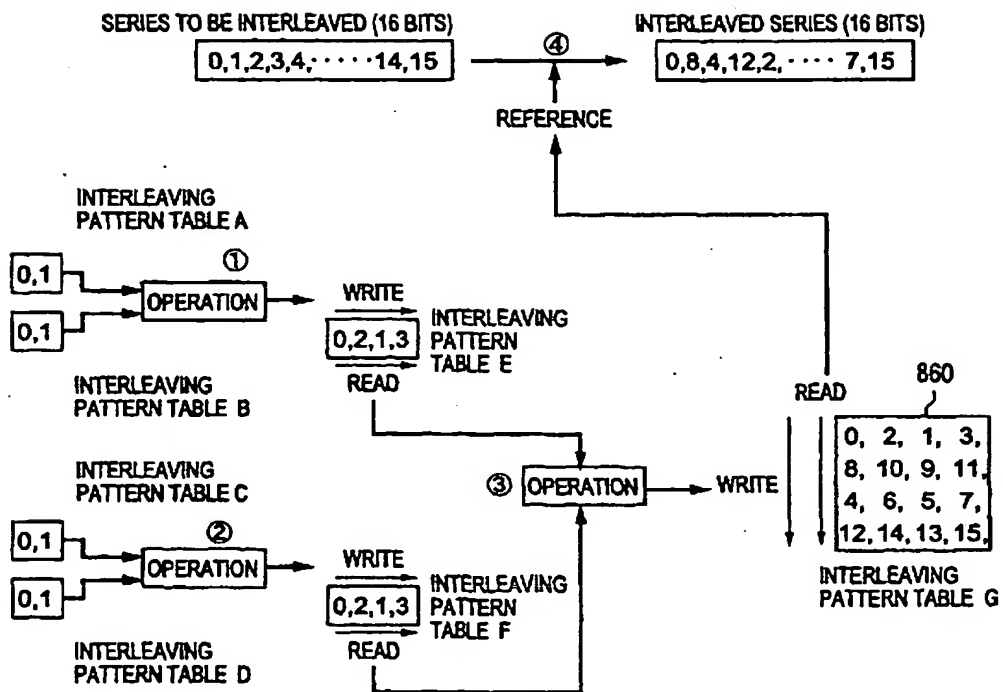 SERIES TO BE INTERLEAVED (16 BITS)
0,1,2,3,4,·····14,15
④
INTERLEAVED SERIES (16 BITS)
0,8,4,12,2,···· 7,15
REFERENCE
INTERLEAVING
PATTERN TABLE A
0,1
0,1
①
OPERATION
WRITE
0,2,1,3
READ
INTERLEAVING
PATTERN
TABLE E
INTERLEAVING
PATTERN TABLE B
INTERLEAVING
PATTERN TABLE C
0,1
0,1
②
OPERATION
WRITE
0,2,1,3
READ
INTERLEAVING
PATTERN
TABLE F
INTERLEAVING
PATTERN TABLE D
③
OPERATION
WRITE
READ
860
0, 2, 1, 3,
8, 10, 9, 11,
4, 6, 5, 7,
12, 14, 13, 15,
INTERLEAVING
PATTERN TABLE G